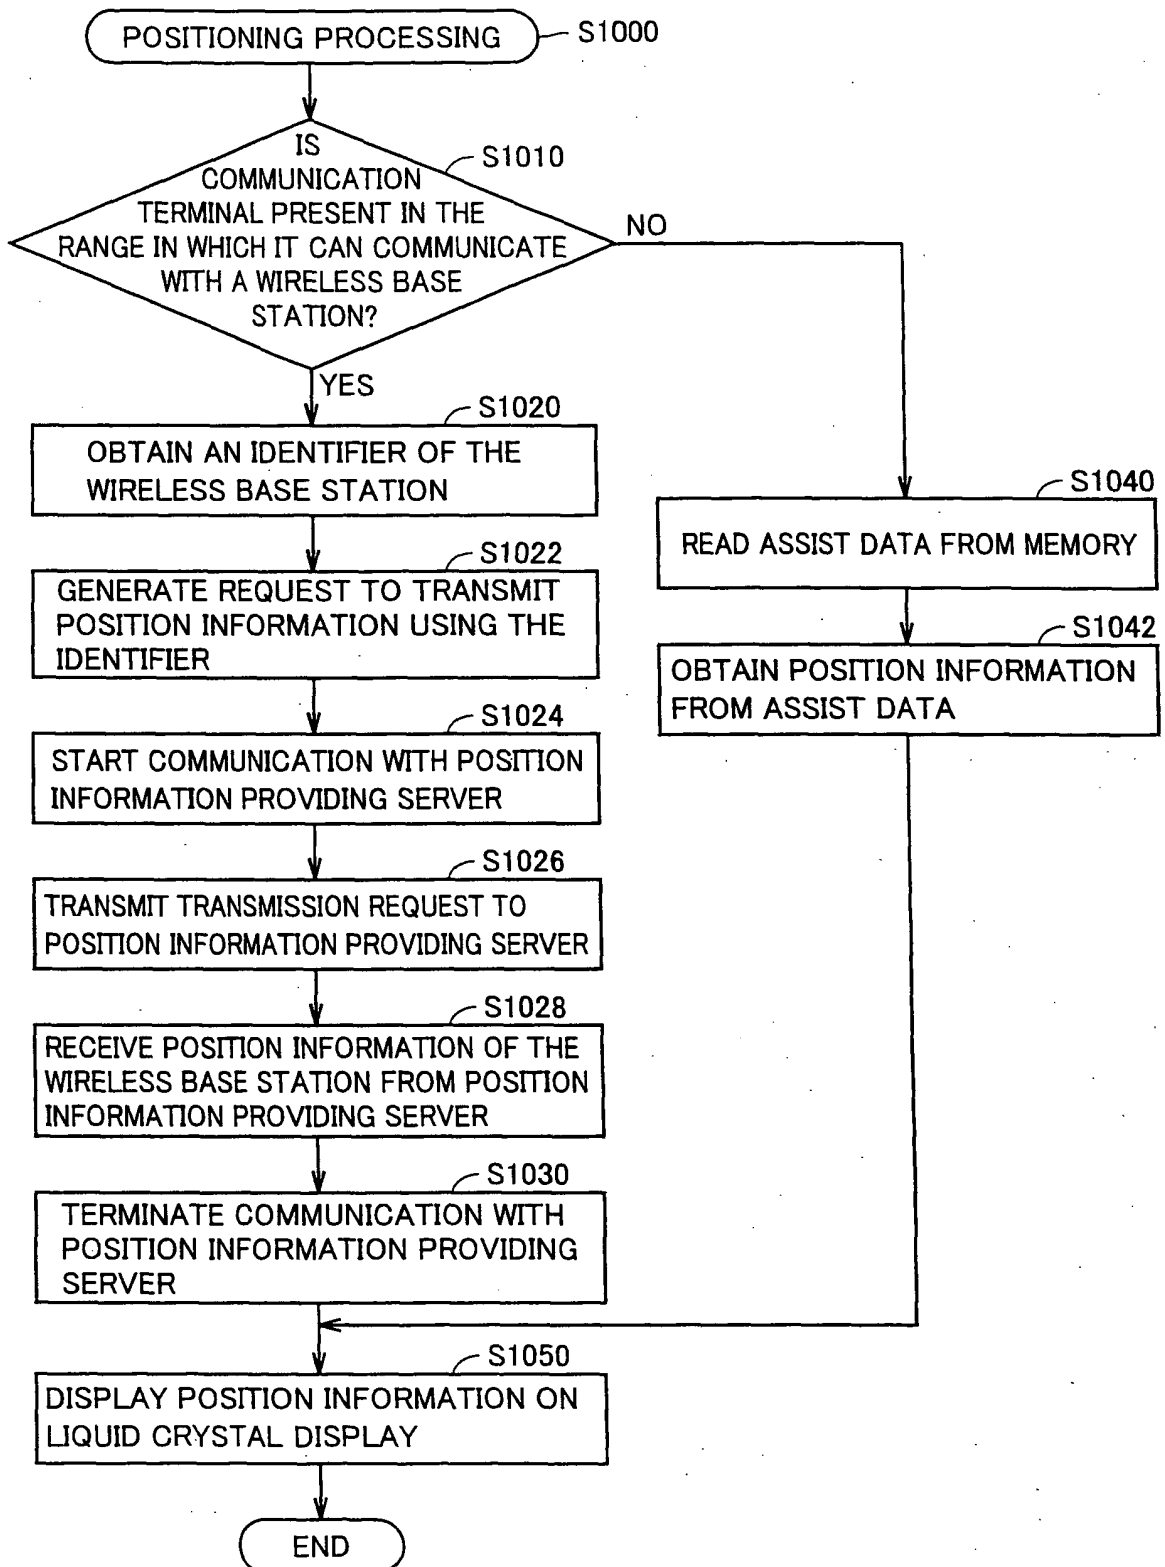 POSITIONING PROCESSING
S1000
IS
COMMUNICATION
TERMINAL PRESENT IN THE
RANGE IN WHICH IT CAN COMMUNICATE
WITH A WIRELESS BASE
STATION?
S1010
NO
YES
S1020
OBTAIN AN IDENTIFIER OF THE
WIRELESS BASE STATION
S1022
GENERATE REQUEST TO TRANSMIT
POSITION INFORMATION USING THE
IDENTIFIER
S1024
START COMMUNICATION WITH POSITION
INFORMATION PROVIDING SERVER
S1026
TRANSMIT TRANSMISSION REQUEST TO
POSITION INFORMATION PROVIDING SERVER
S1028
RECEIVE POSITION INFORMATION OF THE
WIRELESS BASE STATION FROM POSITION
INFORMATION PROVIDING SERVER
S1030
TERMINATE COMMUNICATION WITH
POSITION INFORMATION PROVIDING
SERVER
S1040
READ ASSIST DATA FROM MEMORY
S1042
OBTAIN POSITION INFORMATION
FROM ASSIST DATA
S1050
DISPLAY POSITION INFORMATION ON
LIQUID CRYSTAL DISPLAY
END